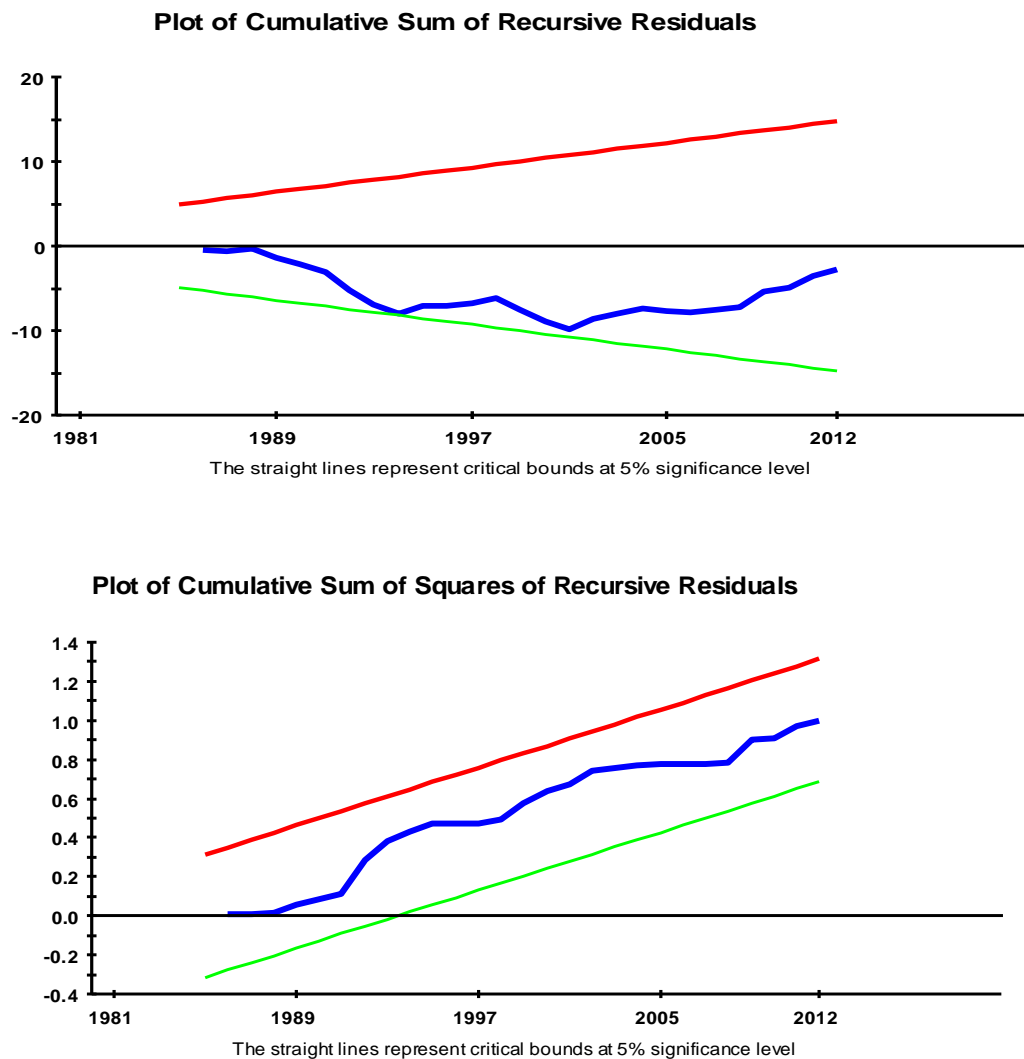 Plot of Cumulative Sum of Recursive Residuals
20
10
0
-10
-20
1981 1989 1997 2005 2012
The straight lines represent critical bounds at 5% significance level
Plot of Cumulative Sum of Squares of Recursive Residuals
1.4
1.2
1.0
0.8
0.6
0.4
0.2
0.0
-0.2
-0.4
1981 1989 1997 2005 2012
The straight lines represent critical bounds at 5% significance level